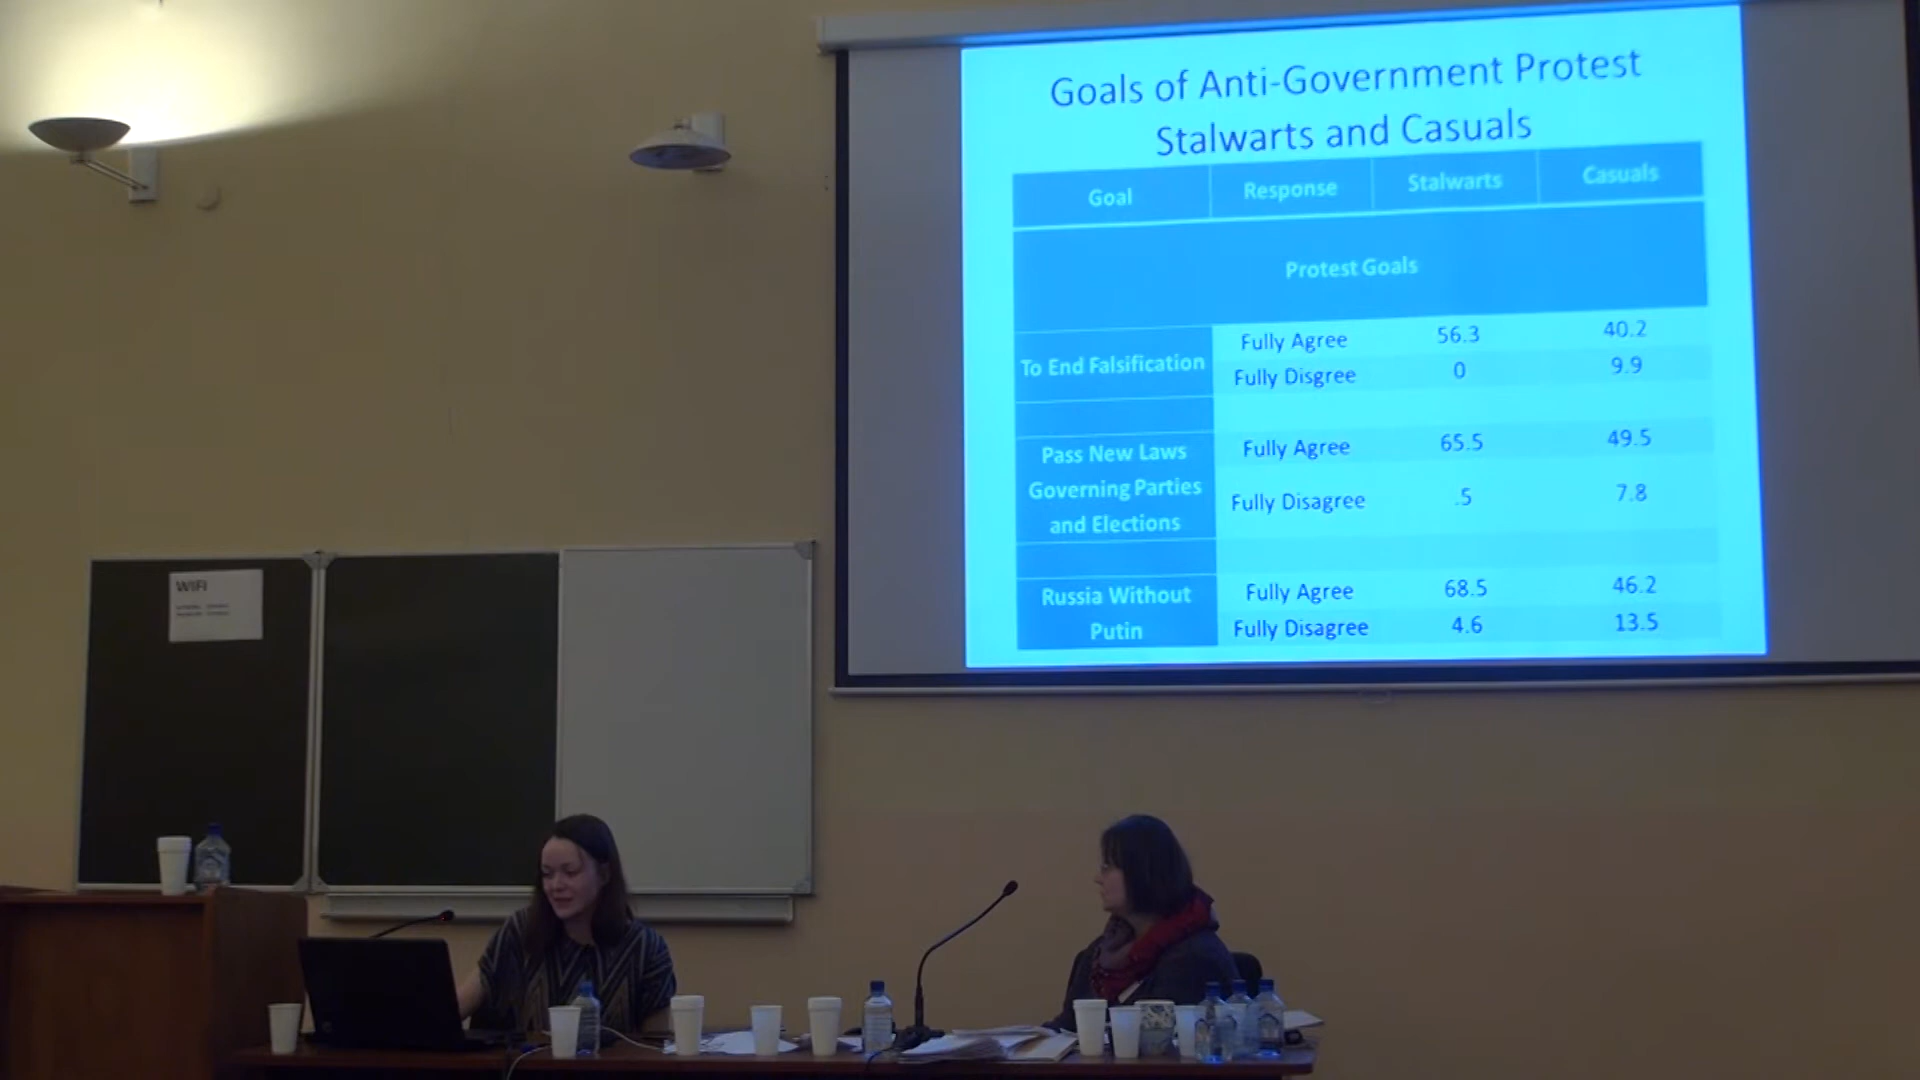 Goals of Anti-Government Protest
Stalwarts and Casuals
Goal Response Stalwarts Casuals
Protest Goals
To End Falsification Fully Agree 56.3 40.2
Fully Disgree 0 9.9
Pass New Laws Governing Parties and Elections Fully Agree 65.5 49.5
Fully Disagree .5 7.8
Russia Without Putin Fully Agree 68.5 46.2
Fully Disagree 4.6 13.5
WIFI